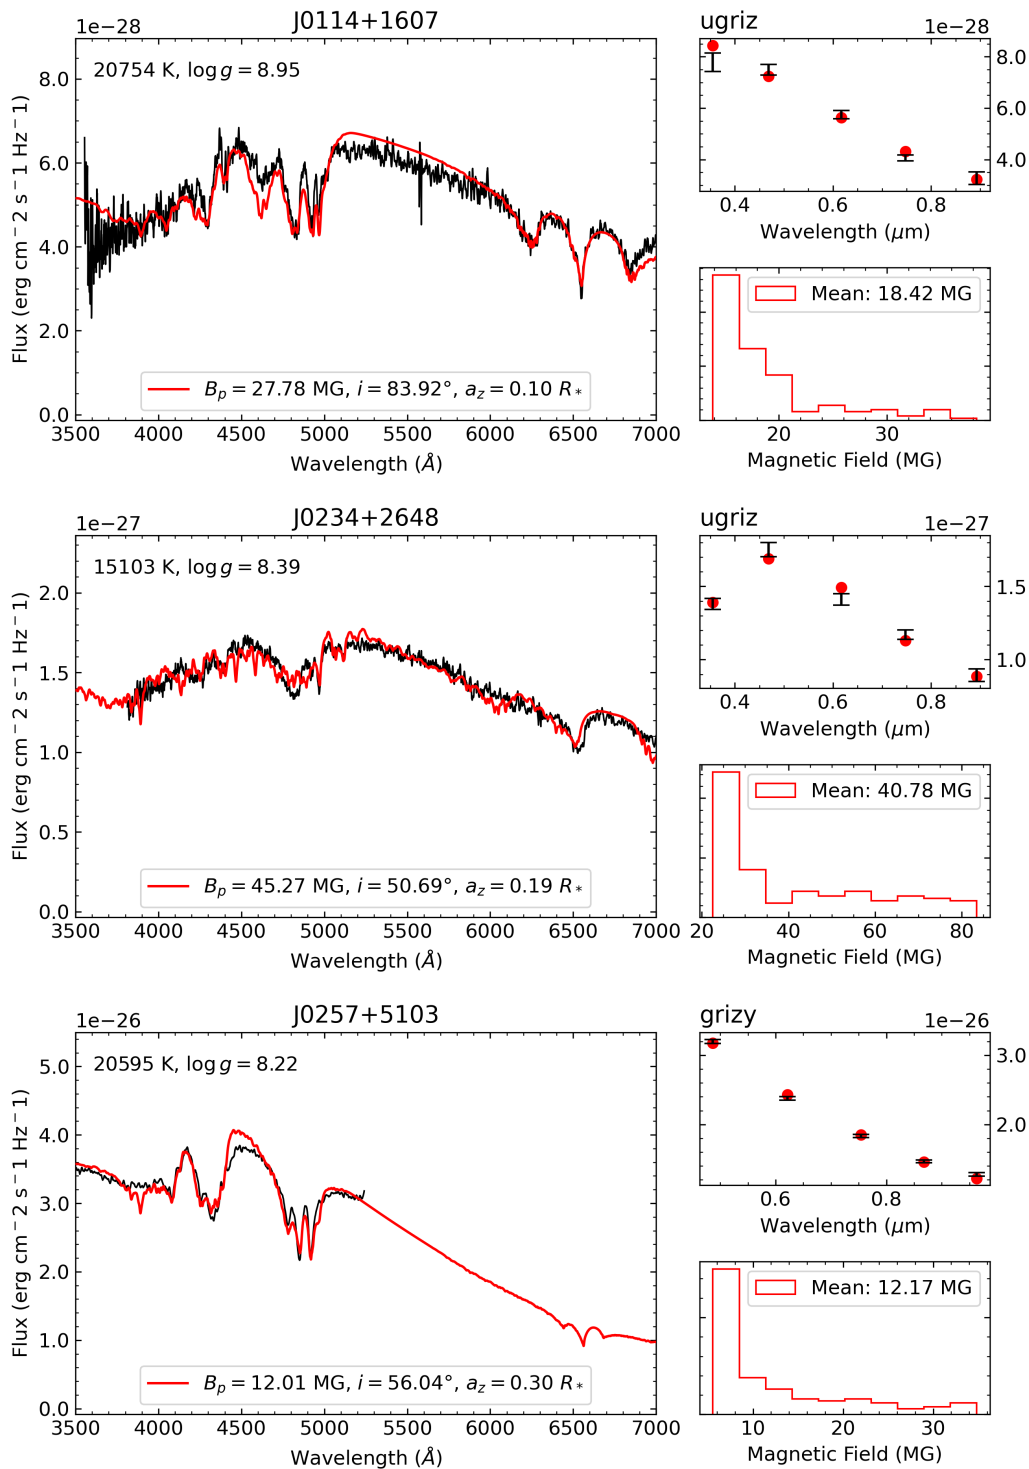 J0114+1607
1e−28
20754 K, log g = 8.95
Flux (erg cm−2 s−1 Hz−1)
8.0
6.0
4.0
2.0
0.0
B_p = 27.78 MG, i = 83.92°, a_z = 0.10 R_*
3500 4000 4500 5000 5500 6000 6500 7000
Wavelength (Å)
ugriz
1e−28
8.0
6.0
4.0
0.4 0.6 0.8
Wavelength (μm)
Mean: 18.42 MG
20 30
Magnetic Field (MG)
J0234+2648
1e−27
15103 K, log g = 8.39
Flux (erg cm−2 s−1 Hz−1)
2.0
1.5
1.0
0.5
0.0
B_p = 45.27 MG, i = 50.69°, a_z = 0.19 R_*
3500 4000 4500 5000 5500 6000 6500 7000
Wavelength (Å)
ugriz
1e−27
1.5
1.0
0.4 0.6 0.8
Wavelength (μm)
Mean: 40.78 MG
20 40 60 80
Magnetic Field (MG)
J0257+5103
1e−26
20595 K, log g = 8.22
Flux (erg cm−2 s−1 Hz−1)
5.0
4.0
3.0
2.0
1.0
0.0
B_p = 12.01 MG, i = 56.04°, a_z = 0.30 R_*
3500 4000 4500 5000 5500 6000 6500 7000
Wavelength (Å)
grizy
1e−26
3.0
2.0
0.6 0.8
Wavelength (μm)
Mean: 12.17 MG
10 20 30
Magnetic Field (MG)